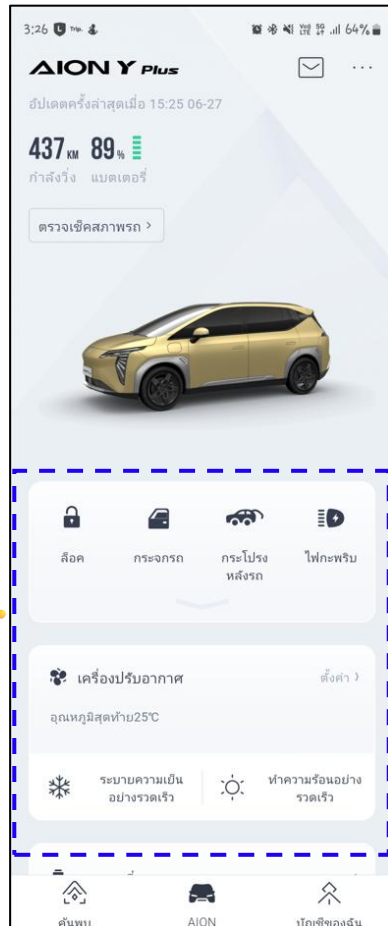 3:26 Trip.
Vo) LTE 5G 64%
AION Y Plus
อัปเดตครั้งล่าสุดเมื่อ 15:25 06-27
437 KM 89 %
กำลังวิ่ง แบตเตอรี่
ตรวจเช็คสภาพรถ >
ล็อค
กระจกรถ
กระโปรง
หลังรถ
ไฟกะพริบ
เครื่องปรับอากาศ
ตั้งค่า >
อุณหภูมิสุดท้าย25℃
ระบายความเย็น
อย่างรวดเร็ว
ทำความร้อนอย่าง
รวดเร็ว
ค้นพบ
AION
บัญชีของฉัน